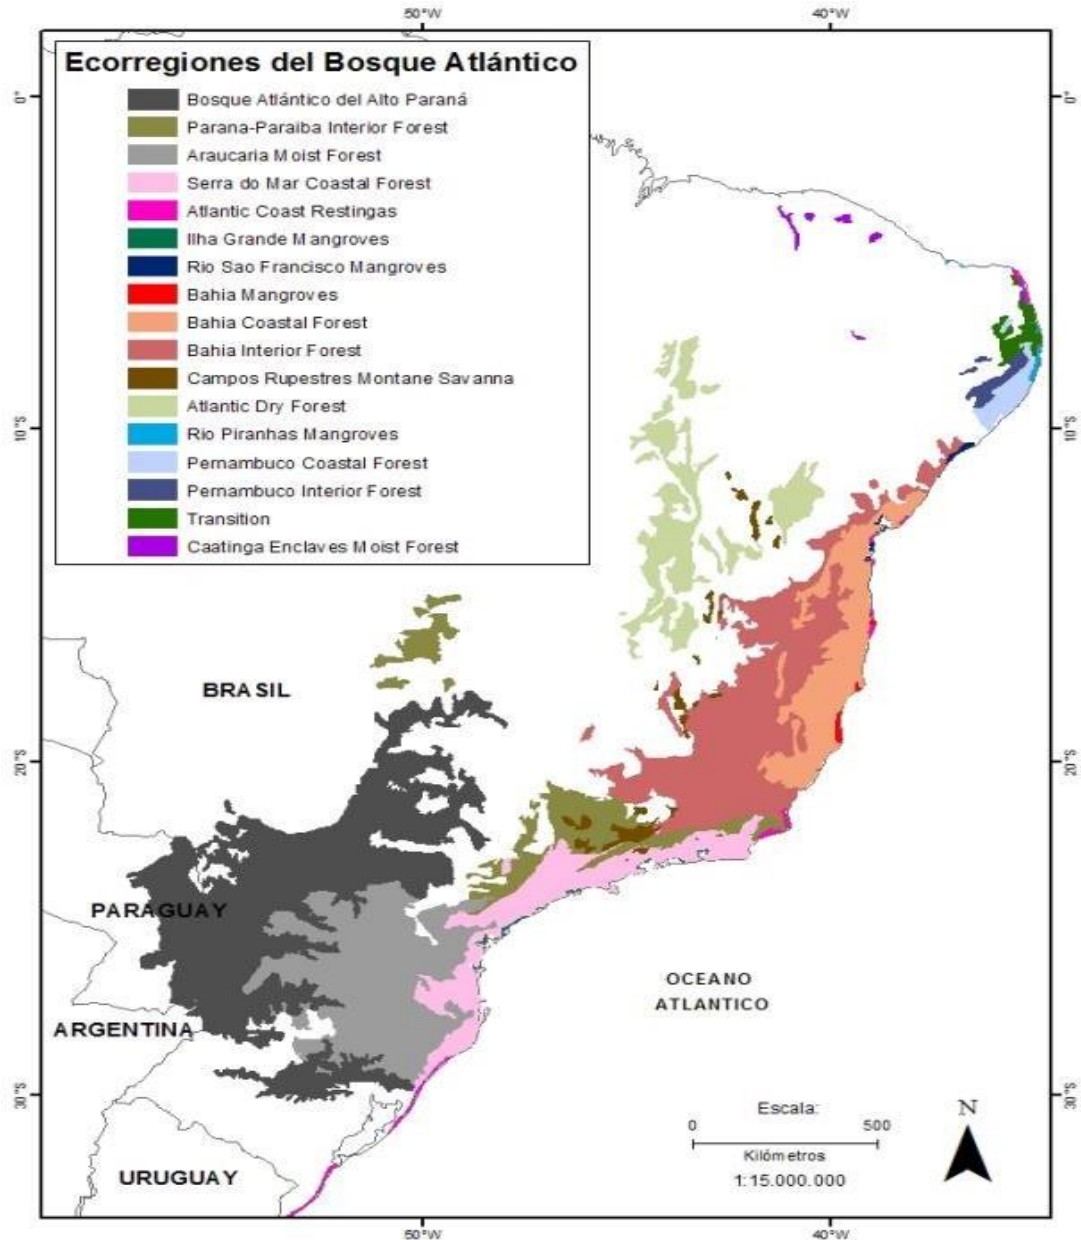 50°W 40°W
Ecorregiones del Bosque Atlántico
Bosque Atlántico del Alto Paraná
Parana-Paraiba Interior Forest
Araucaria Moist Forest
Serra do Mar Coastal Forest
Atlantic Coast Restingas
Ilha Grande Mangroves
Rio Sao Francisco Mangroves
Bahia Mangroves
Bahia Coastal Forest
Bahia Interior Forest
Campos Rupestres Montane Savanna
Atlantic Dry Forest
Rio Piranhas Mangroves
Pernambuco Coastal Forest
Pernambuco Interior Forest
Transition
Caatinga Enclaves Moist Forest
0° 0°
10°S 10°S
BRASIL
20°S 20°S
PARAGUAY
OCEANO
ATLANTICO
ARGENTINA
30°S 30°S
Escala:
0 500
Kilómetros
1:15.000.000
N
URUGUAY
50°W 40°W